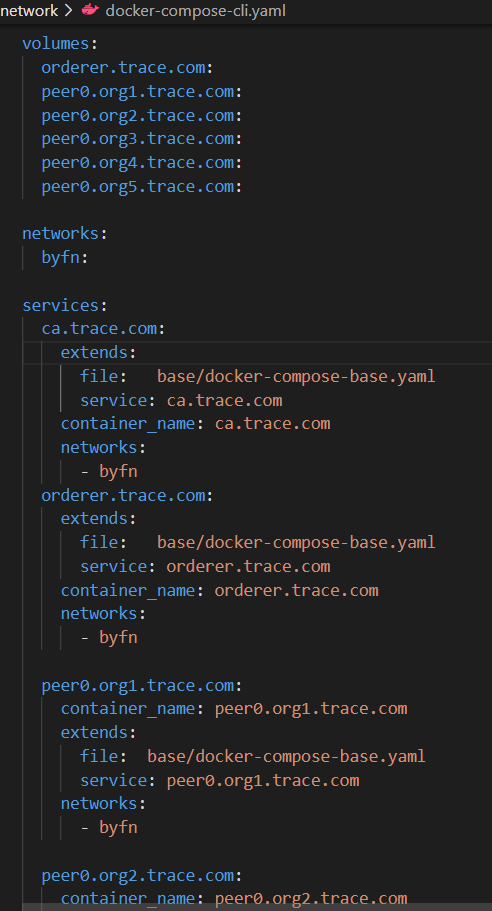 network > docker-compose-cli.yaml
volumes:
  orderer.trace.com:
  peer0.org1.trace.com:
  peer0.org2.trace.com:
  peer0.org3.trace.com:
  peer0.org4.trace.com:
  peer0.org5.trace.com:

networks:
  byfn:

services:
  ca.trace.com:
    extends:
      file:   base/docker-compose-base.yaml
      service: ca.trace.com
    container_name: ca.trace.com
    networks:
      - byfn
  orderer.trace.com:
    extends:
      file:   base/docker-compose-base.yaml
      service: orderer.trace.com
    container_name: orderer.trace.com
    networks:
      - byfn

  peer0.org1.trace.com:
    container_name: peer0.org1.trace.com
    extends:
      file:  base/docker-compose-base.yaml
      service: peer0.org1.trace.com
    networks:
      - byfn

  peer0.org2.trace.com:
    container_name: peer0.org2.trace.com